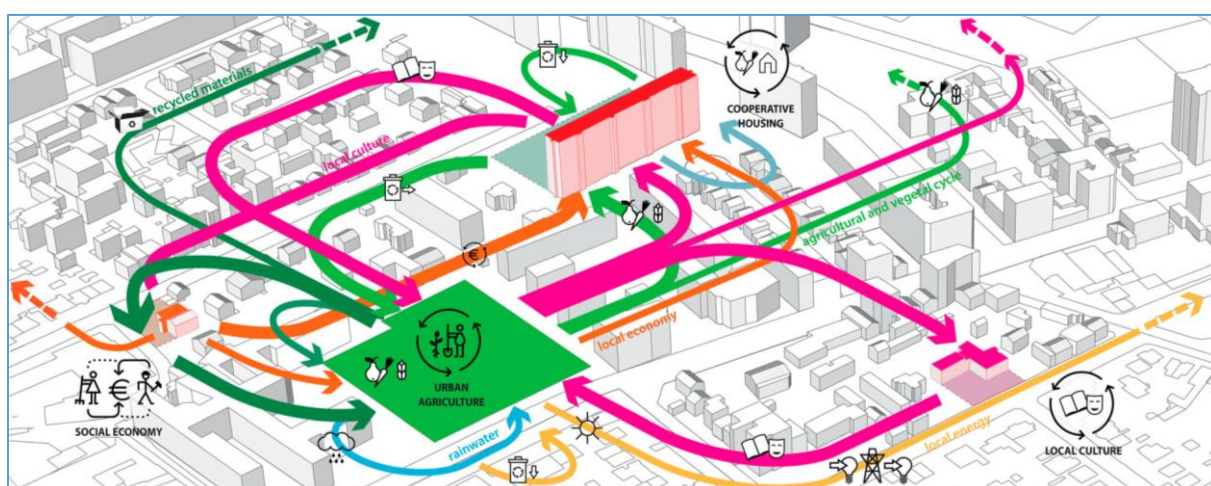 recycled materials
local culture
COOPERATIVE
HOUSING
agricultural and vegetal cycle
€
local economy
URBAN
AGRICULTURE
€
SOCIAL ECONOMY
rainwater
local energy
LOCAL CULTURE